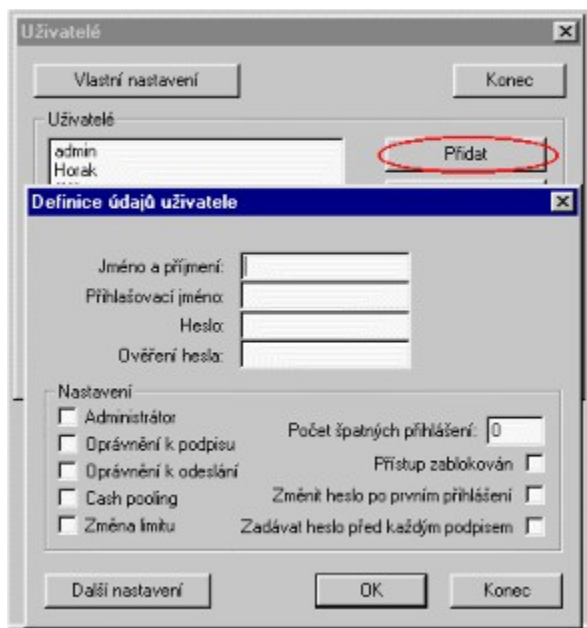 Uživatelé
Vlastní nastavení
Konec
Uživatelé
admin
Horak
Přidat
Definice údajů uživatele
Jméno a příjmení:
Přihlašovací jméno:
Heslo:
Ověření hesla:
Nastavení
Administrátor
Oprávnění k podpisu
Oprávnění k odeslání
Cash pooling
Změna limitu
Počet špatných přihlášení: 0
Přístup zablokován
Změnit heslo po prvním přihlášení
Zadávat heslo před každým podpisem
Další nastavení
OK
Konec